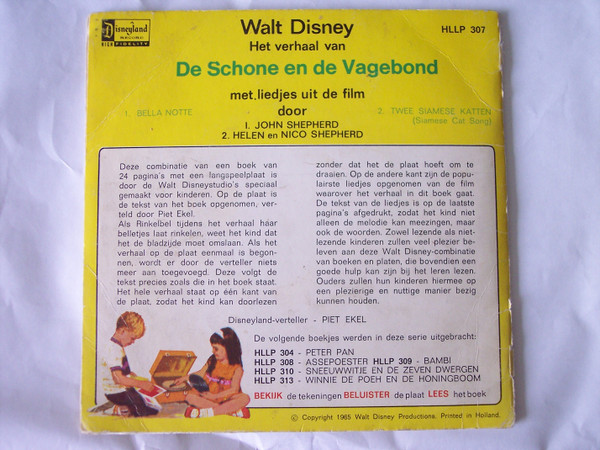 Disneyland
RECORDS
HIGH FIDELITY
Walt Disney
HLLP 307
Het verhaal van
De Schone en de Vagebond
met liedjes uit de film
door
1. BELLA NOTTE
2. TWEE SIAMESE KATTEN
(Siamese Cat Song)
1. JOHN SHEPHERD
2. HELEN en NICO SHEPHERD
Deze combinatie van een boek van
24 pagina's met een langspeelplaat is
door de Walt Disneystudio's speciaal
gemaakt voor kinderen. Op de plaat is
de tekst van het boek opgenomen, ver-
teld door Piet Ekel.
Als Rinkelbel tijdens het verhaal haar
belletjes laat rinkelen, weet het kind dat
het de bladzijde moet omslaan. Als het
verhaal op de plaat eenmaal is begon-
nen, wordt er door de verteller niets
meer aan toegevoegd. Deze volgt de
tekst precies zoals die in het boek staat.
Het hele verhaal staat op één kant van
de plaat, zodat het kind kan doorlezen
zonder dat het de plaat hoeft om te
draaien. Op de andere kant zijn de popu-
lairste liedjes opgenomen van de film
waarover het verhaal in dit boek gaat.
De tekst van de liedjes is op de laatste
pagina's afgedrukt, zodat het kind niet
alleen de melodie kan meezingen, maar
ook de woorden. Zowel lezende als niet-
lezende kinderen zullen veel plezier be-
leven aan deze Walt Disney-combinatie
van boeken en platen, die bovendien een
goede hulp kan zijn bij het leren lezen.
Ouders zullen hun kinderen hiermee op
een plezierige en nuttige manier bezig
kunnen houden.
Disneyland-verteller - PIET EKEL
De volgende boekjes werden in deze serie uitgebracht:
HLLP 304 - PETER PAN
HLLP 308 - ASSEPOESTER HLLP 309 - BAMBI
HLLP 310 - SNEEUWWITJE EN DE ZEVEN DWERGEN
HLLP 313 - WINNIE DE POEH EN DE HONINGBOOM
BEKIJK de tekeningen BELUISTER de plaat LEES het boek
© Copyright 1965 Walt Disney Productions. Printed in Holland.